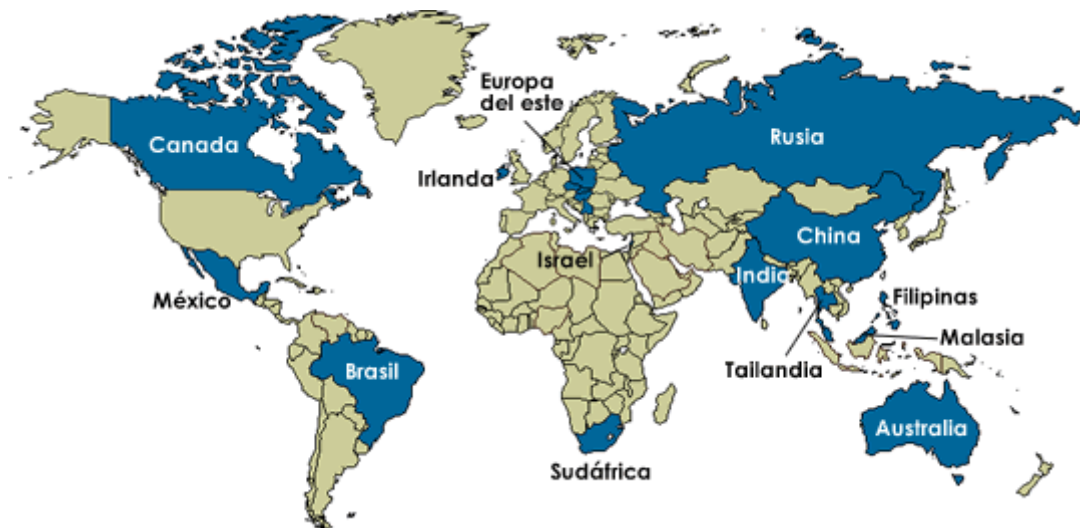 Europa
del este
Canada
Rusia
Irlanda
China
Israel
India
México
Filipinas
Malasia
Tailandia
Brasil
Australia
Sudáfrica